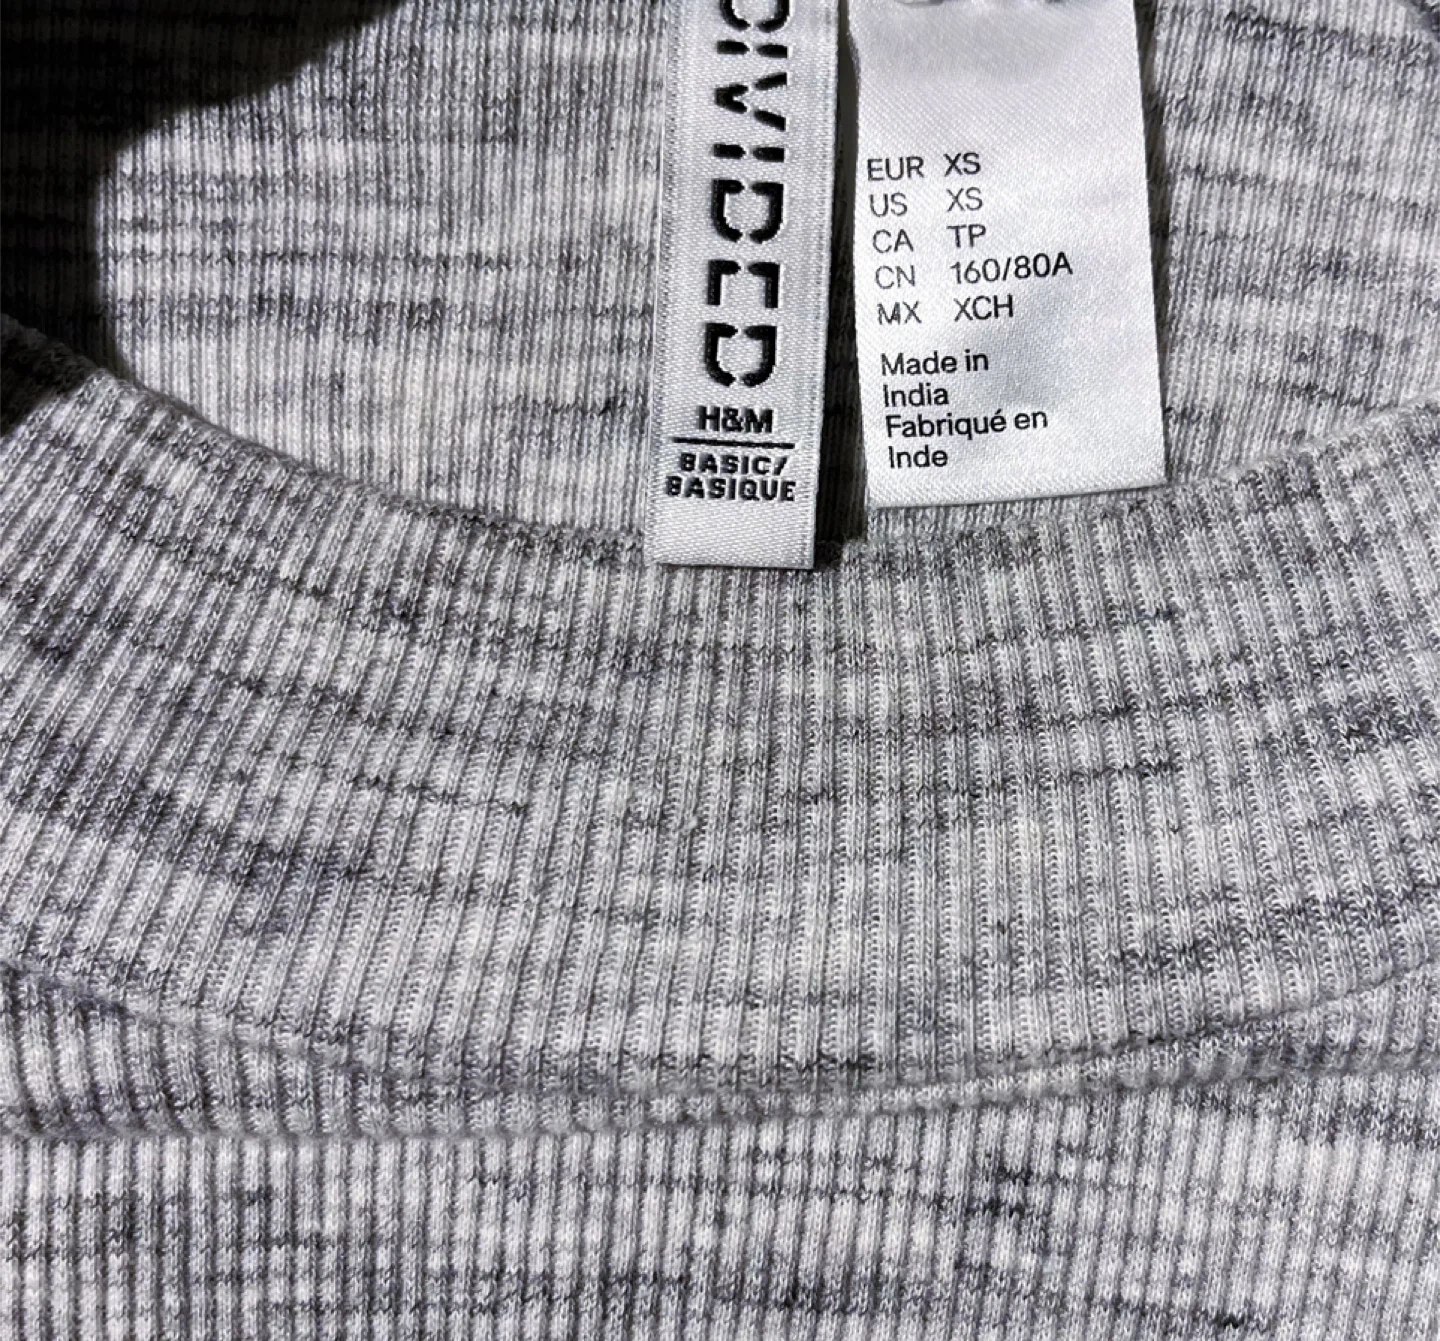 DIVIDED
H&M
BASIC/
BASIQUE
EUR XS
US XS
CA TP
CN 160/80A
MX XCH
Made in
India
Fabriqué en
Inde